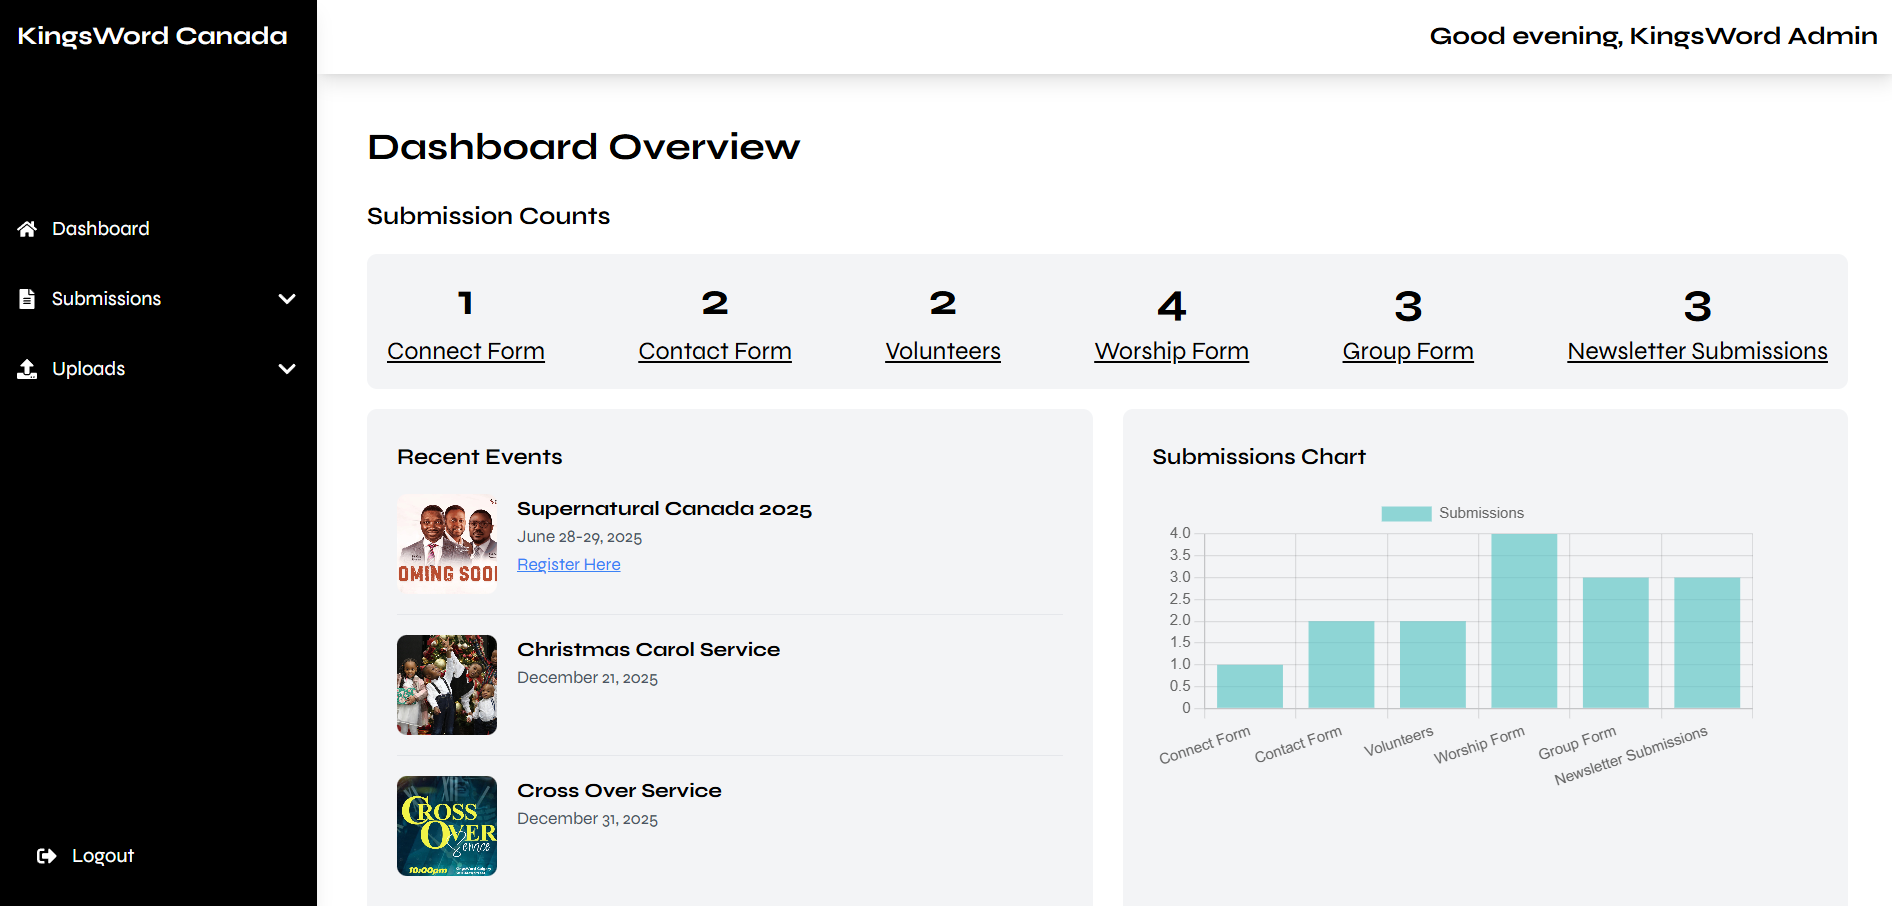 KingsWord Canada
Good evening, KingsWord Admin
Dashboard
Submissions
Uploads
Logout
Dashboard Overview
Submission Counts
1
Connect Form
2
Contact Form
2
Volunteers
4
Worship Form
3
Group Form
3
Newsletter Submissions
Recent Events
OMING SOO
Supernatural Canada 2025
June 28-29, 2025
Register Here
Christmas Carol Service
December 21, 2025
CROSS
OVER
Service
10:00pm
Cross Over Service
December 31, 2025
Submissions Chart
Submissions
4.0
3.5
3.0
2.5
2.0
1.5
1.0
0.5
0
Connect Form
Contact Form
Volunteers
Worship Form
Group Form
Newsletter Submissions